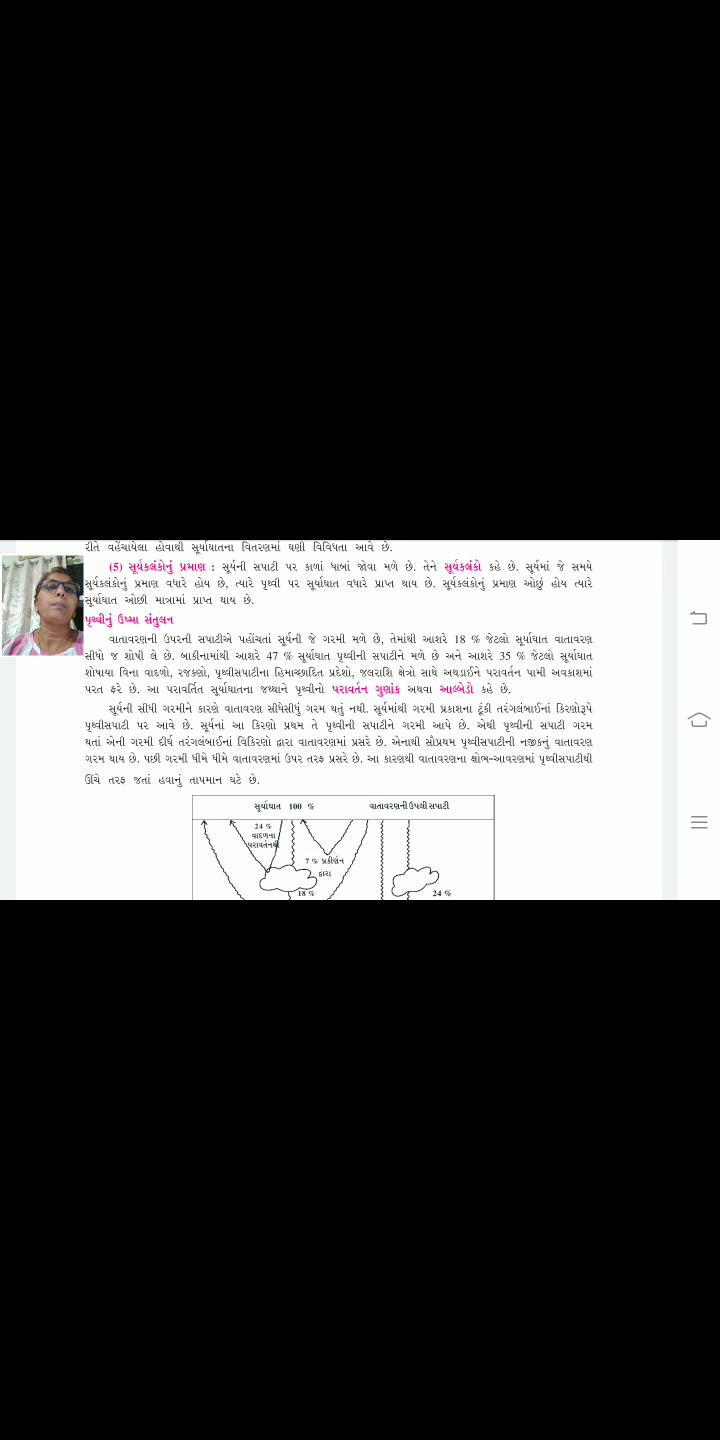 રીતે વહેંચાયેલા હોવાથી સૂર્યાઘાતના વિતરણમાં ઘણી વિવિધતા આવે છે.
(5) સૂર્યકલંકોનું પ્રમાણ : સૂર્યની સપાટી પર કાળાં ધાબાં જોવા મળે છે. તેને સૂર્યકલંકો કહે છે. સૂર્યમાં જે સમયે
સૂર્યકલંકોનું પ્રમાણ વધારે હોય છે, ત્યારે પૃથ્વી પર સૂર્યાઘાત વધારે પ્રાપ્ત થાય છે. સૂર્યકલંકોનું પ્રમાણ ઓછું હોય ત્યારે
સૂર્યાઘાત ઓછી માત્રામાં પ્રાપ્ત થાય છે.
પૃથ્વીનું ઉષ્મા સંતુલન
વાતાવરણની ઉપરની સપાટીએ પહોંચતાં સૂર્યની જે ગરમી મળે છે, તેમાંથી આશરે 18 % જેટલો સૂર્યાઘાત વાતાવરણ
સીધો જ શોષી લે છે. બાકીનામાંથી આશરે 47 % સૂર્યાઘાત પૃથ્વીની સપાટીને મળે છે અને આશરે 35 % જેટલો સૂર્યાઘાત
શોષાયા વિના વાદળો, રજકણો, પૃથ્વીસપાટીના હિમાચ્છાદિત પ્રદેશો, જલરાશિ ક્ષેત્રો સાથે અથડાઈને પરાવર્તન પામી અવકાશમાં
પરત ફરે છે. આ પરાવર્તિત સૂર્યાઘાતના જથ્થાને પૃથ્વીનો પરાવર્તન ગુણાંક અથવા આલ્બેડો કહે છે.
સૂર્યની સીધી ગરમીને કારણે વાતાવરણ સીધેસીધું ગરમ થતું નથી. સૂર્યમાંથી ગરમી પ્રકાશના ટૂંકી તરંગલંબાઈનાં કિરણોરૂપે
પૃથ્વીસપાટી પર આવે છે. સૂર્યનાં આ કિરણો પ્રથમ તે પૃથ્વીની સપાટીને ગરમી આપે છે. એથી પૃથ્વીની સપાટી ગરમ
થતાં એની ગરમી દીર્ઘ તરંગલંબાઈનાં વિકિરણો દ્વારા વાતાવરણમાં પ્રસરે છે. એનાથી સૌપ્રથમ પૃથ્વીસપાટીની નજીકનું વાતાવરણ
ગરમ થાય છે. પછી ગરમી ધીમે ધીમે વાતાવરણમાં ઉપર તરફ પ્રસરે છે. આ કારણથી વાતાવરણના ક્ષોભ-આવરણમાં પૃથ્વીસપાટીથી
ઊંચે તરફ જતાં હવાનું તાપમાન ઘટે છે.
સૂર્યાઘાત 100 % વાતાવરણની ઉપલી સપાટી
24 %
વાદળના
પરાવર્તનથી
7 % પ્રકીર્ણન
દ્વારા
18 %
24 %